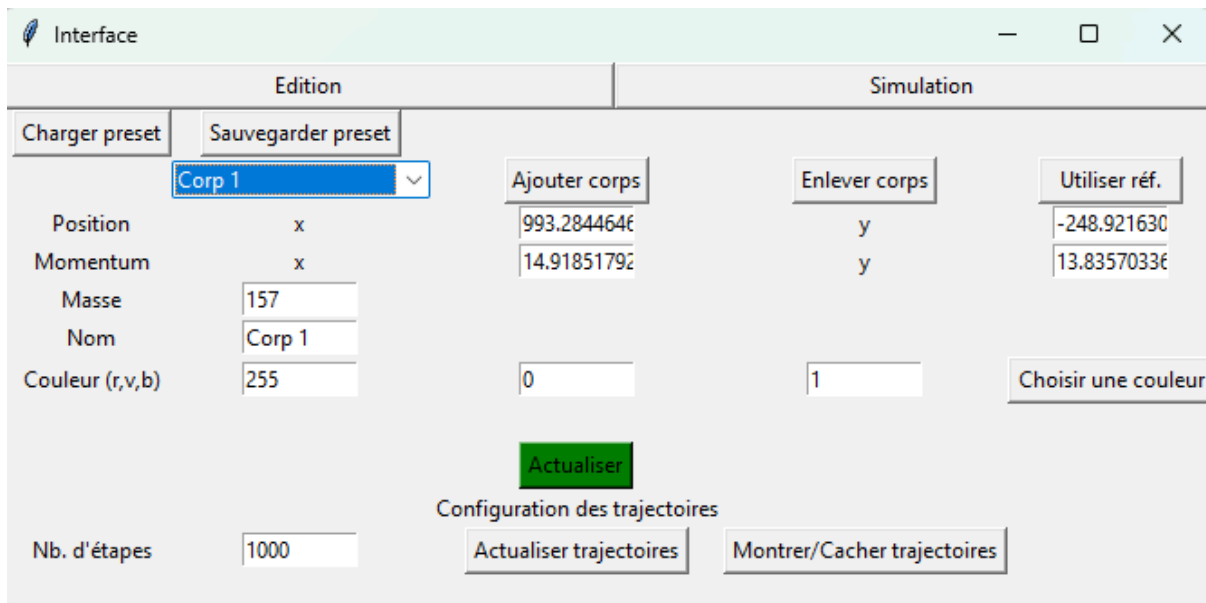 Interface
Edition Simulation
Charger preset Sauvegarder preset
Corp 1 Ajouter corps Enlever corps Utiliser réf.
Position x 993.2844646 y -248.921630
Momentum x 14.91851792 y 13.83570336
Masse 157
Nom Corp 1
Couleur (r,v,b) 255 0 1 Choisir une couleur
Actualiser
Configuration des trajectoires
Nb. d'étapes 1000 Actualiser trajectoires Montrer/Cacher trajectoires